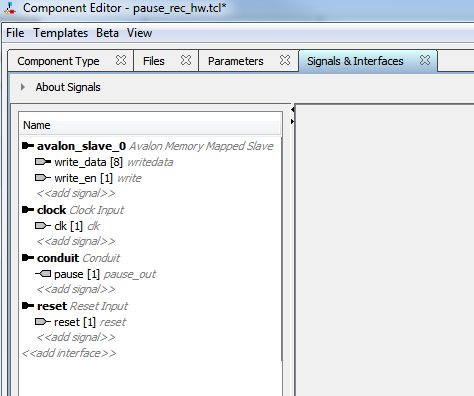 Component Editor - pause_rec_hw.tcl*
File Templates Beta View
Component Type Files Parameters Signals & Interfaces
About Signals
Name
avalon_slave_0 Avalon Memory Mapped Slave
write_data [8] writedata
write_en [1] write
<<add signal>>
clock Clock Input
clk [1] clk
<<add signal>>
conduit Conduit
pause [1] pause_out
<<add signal>>
reset Reset Input
reset [1] reset
<<add signal>>
<<add interface>>